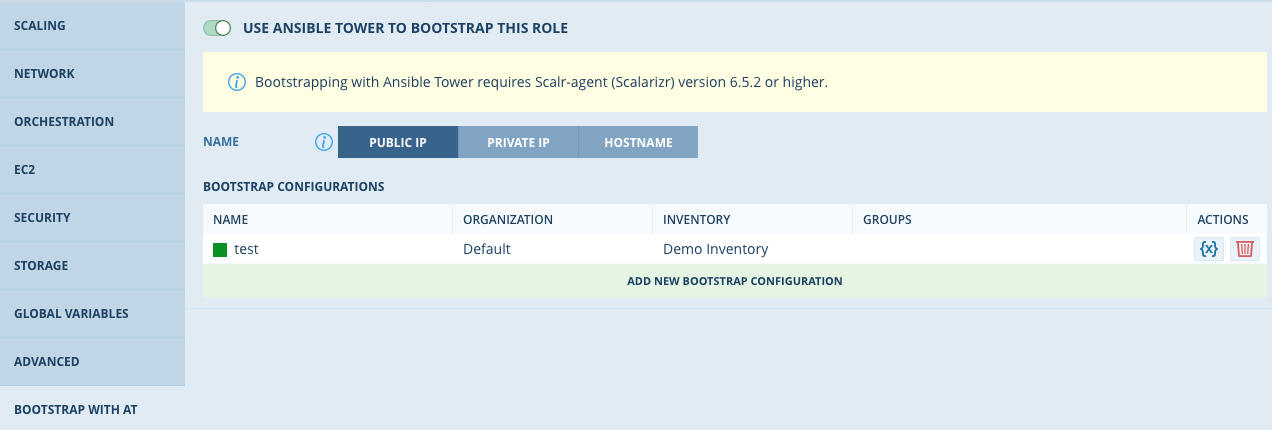 SCALING
NETWORK
ORCHESTRATION
EC2
SECURITY
STORAGE
GLOBAL VARIABLES
ADVANCED
BOOTSTRAP WITH AT
USE ANSIBLE TOWER TO BOOTSTRAP THIS ROLE
i Bootstrapping with Ansible Tower requires Scalr-agent (Scalarizr) version 6.5.2 or higher.
NAME i PUBLIC IP PRIVATE IP HOSTNAME
BOOTSTRAP CONFIGURATIONS
NAME ORGANIZATION INVENTORY GROUPS ACTIONS
test Default Demo Inventory {x}
ADD NEW BOOTSTRAP CONFIGURATION